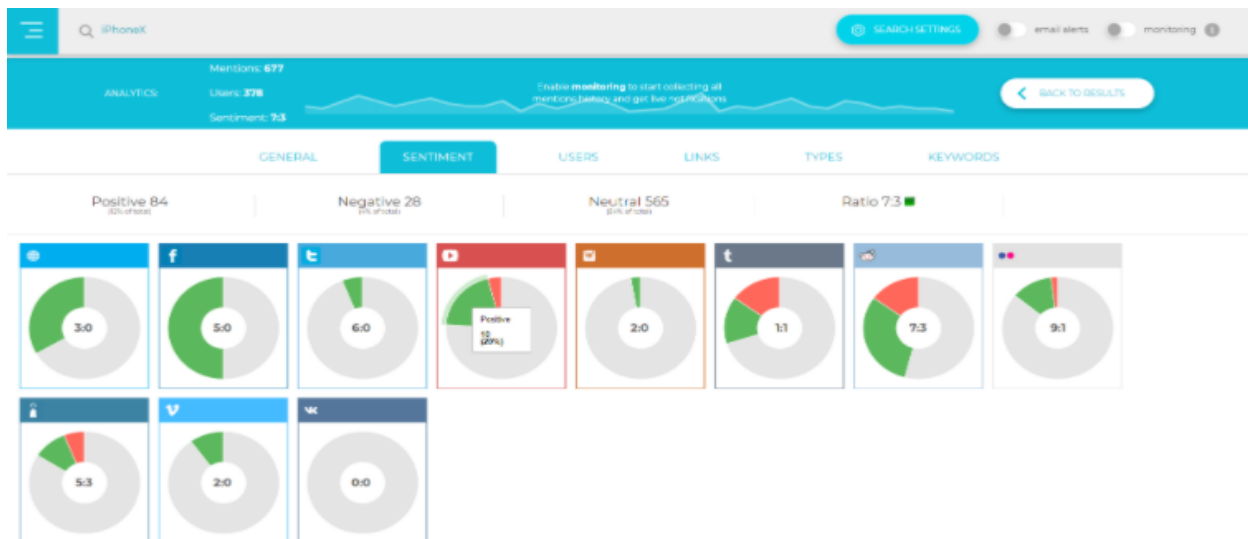 iPhoneX
SEARCH SETTINGS
email alerts
monitoring
ANALYTICS:
Mentions: 677
Users: 378
Sentiment: 7:3
Enable monitoring to start collecting all
mentions history and get live notifications
BACK TO RESULTS
GENERAL
SENTIMENT
USERS
LINKS
TYPES
KEYWORDS
Positive 84
Negative 28
Neutral 565
Ratio 7:3
3:0
5:0
6:0
Positive
10
(20%)
2:0
1:1
7:3
9:1
5:3
2:0
0:0